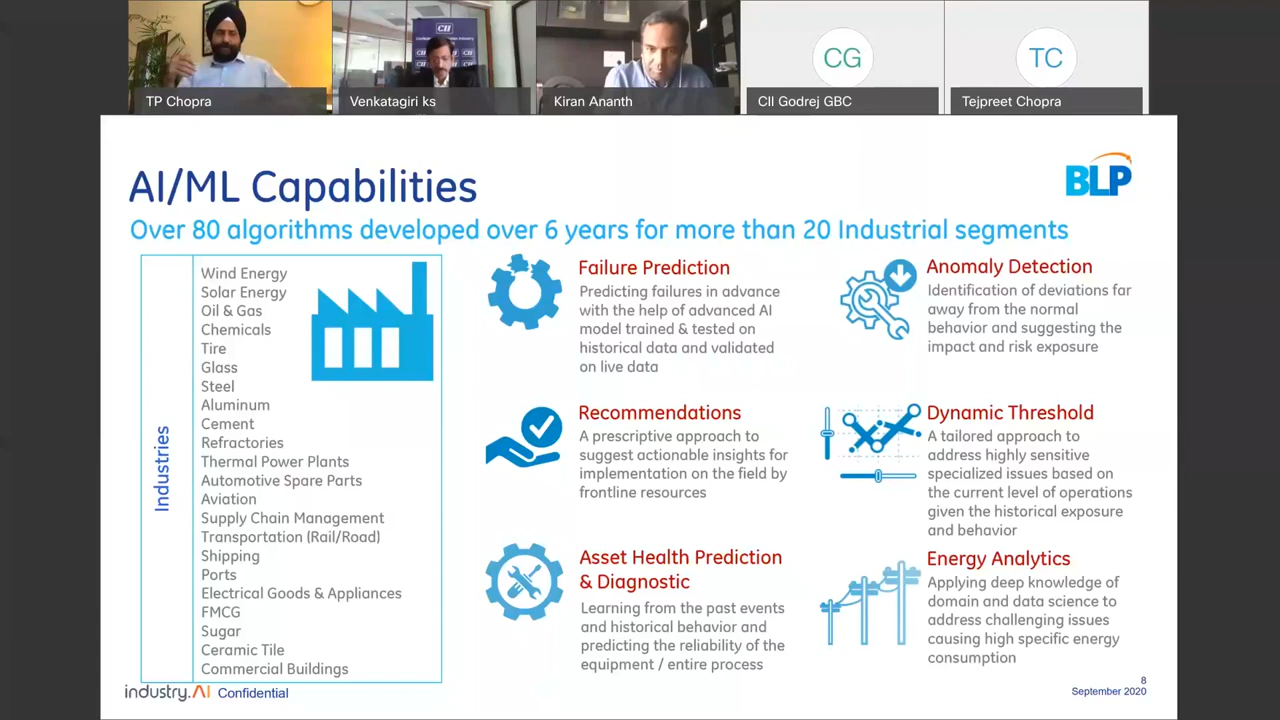 TP Chopra
Venkatagiri ks
Kiran Ananth
CII Godrej GBC
Tejpreet Chopra
CG
TC
CII
AI/ML Capabilities
BLP
Over 80 algorithms developed over 6 years for more than 20 Industrial segments
Industries
Wind Energy
Solar Energy
Oil & Gas
Chemicals
Tire
Glass
Steel
Aluminum
Cement
Refractories
Thermal Power Plants
Automotive Spare Parts
Aviation
Supply Chain Management
Transportation (Rail/Road)
Shipping
Ports
Electrical Goods & Appliances
FMCG
Sugar
Ceramic Tile
Commercial Buildings
Failure Prediction
Predicting failures in advance
with the help of advanced AI
model trained & tested on
historical data and validated
on live data
Anomaly Detection
Identification of deviations far
away from the normal
behavior and suggesting the
impact and risk exposure
Recommendations
A prescriptive approach to
suggest actionable insights for
implementation on the field by
frontline resources
Dynamic Threshold
A tailored approach to
address highly sensitive
specialized issues based on
the current level of operations
given the historical exposure
and behavior
Asset Health Prediction
& Diagnostic
Learning from the past events
and historical behavior and
predicting the reliability of the
equipment / entire process
Energy Analytics
Applying deep knowledge of
domain and data science to
address challenging issues
causing high specific energy
consumption
industry.AI Confidential
8
September 2020